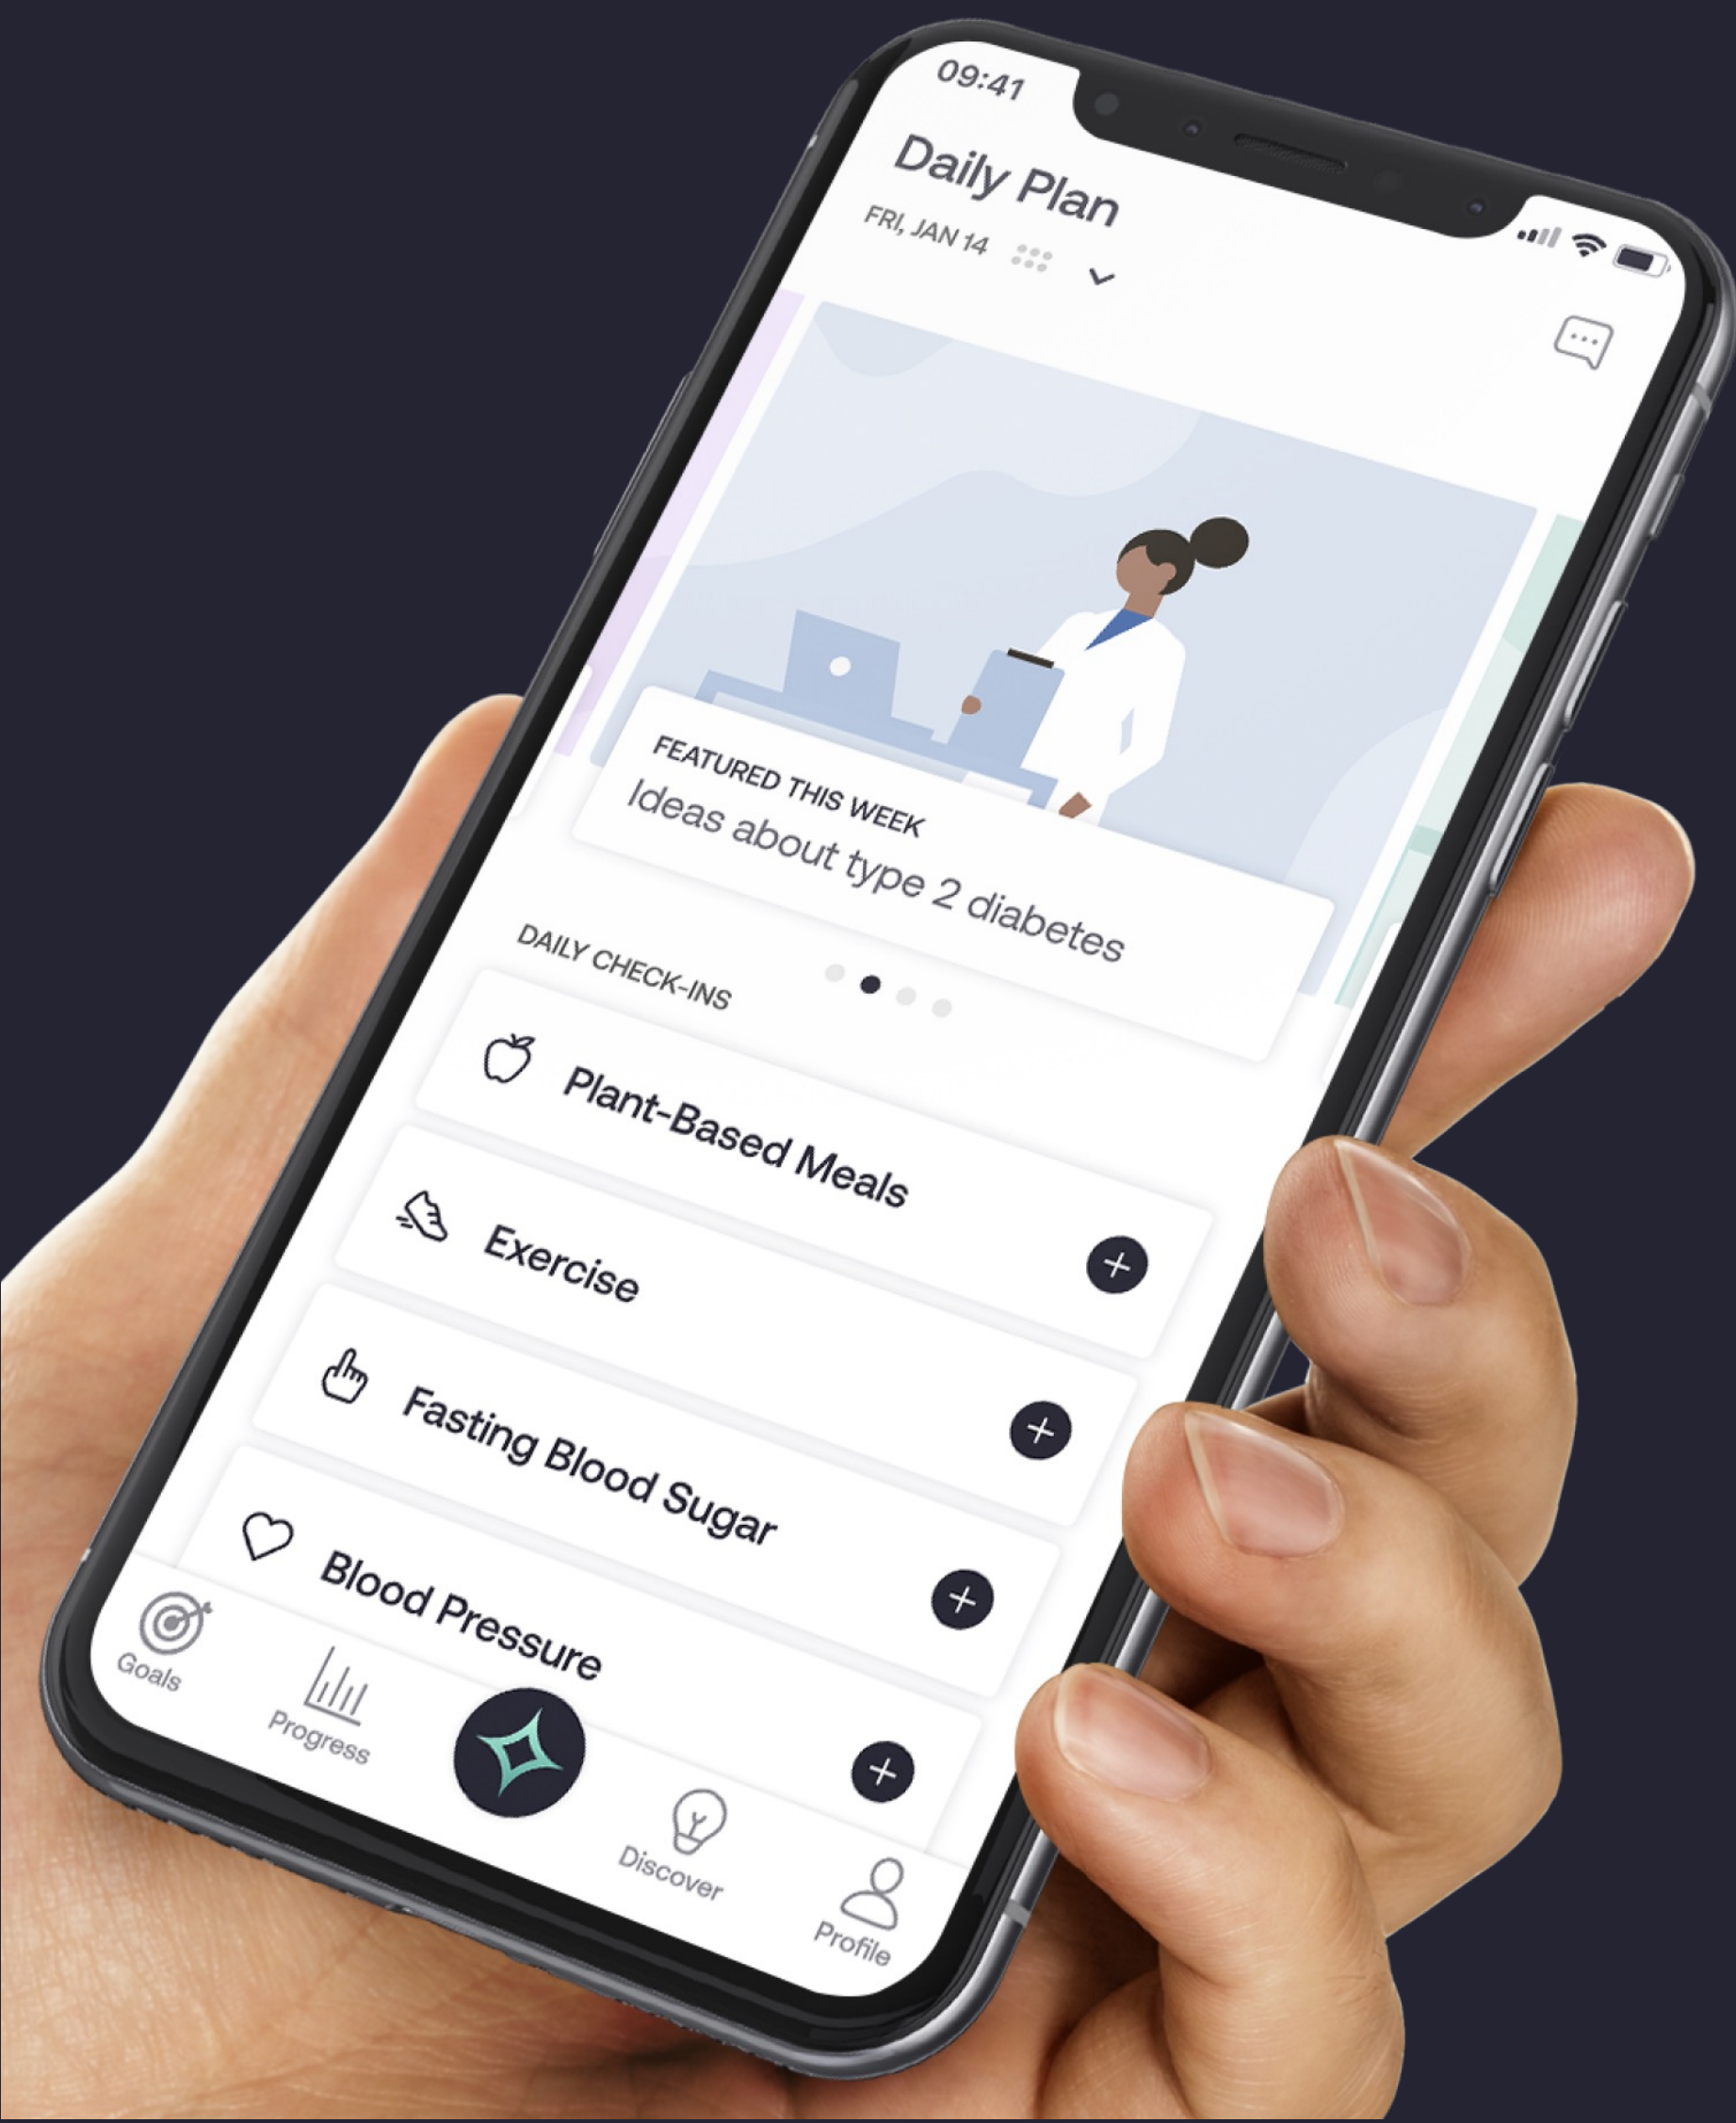 09:41
Daily Plan
FRI, JAN 14
FEATURED THIS WEEK
Ideas about type 2 diabetes
DAILY CHECK-INS
Plant-Based Meals
Exercise
Fasting Blood Sugar
Blood Pressure
Goals
Progress
Discover
Profile